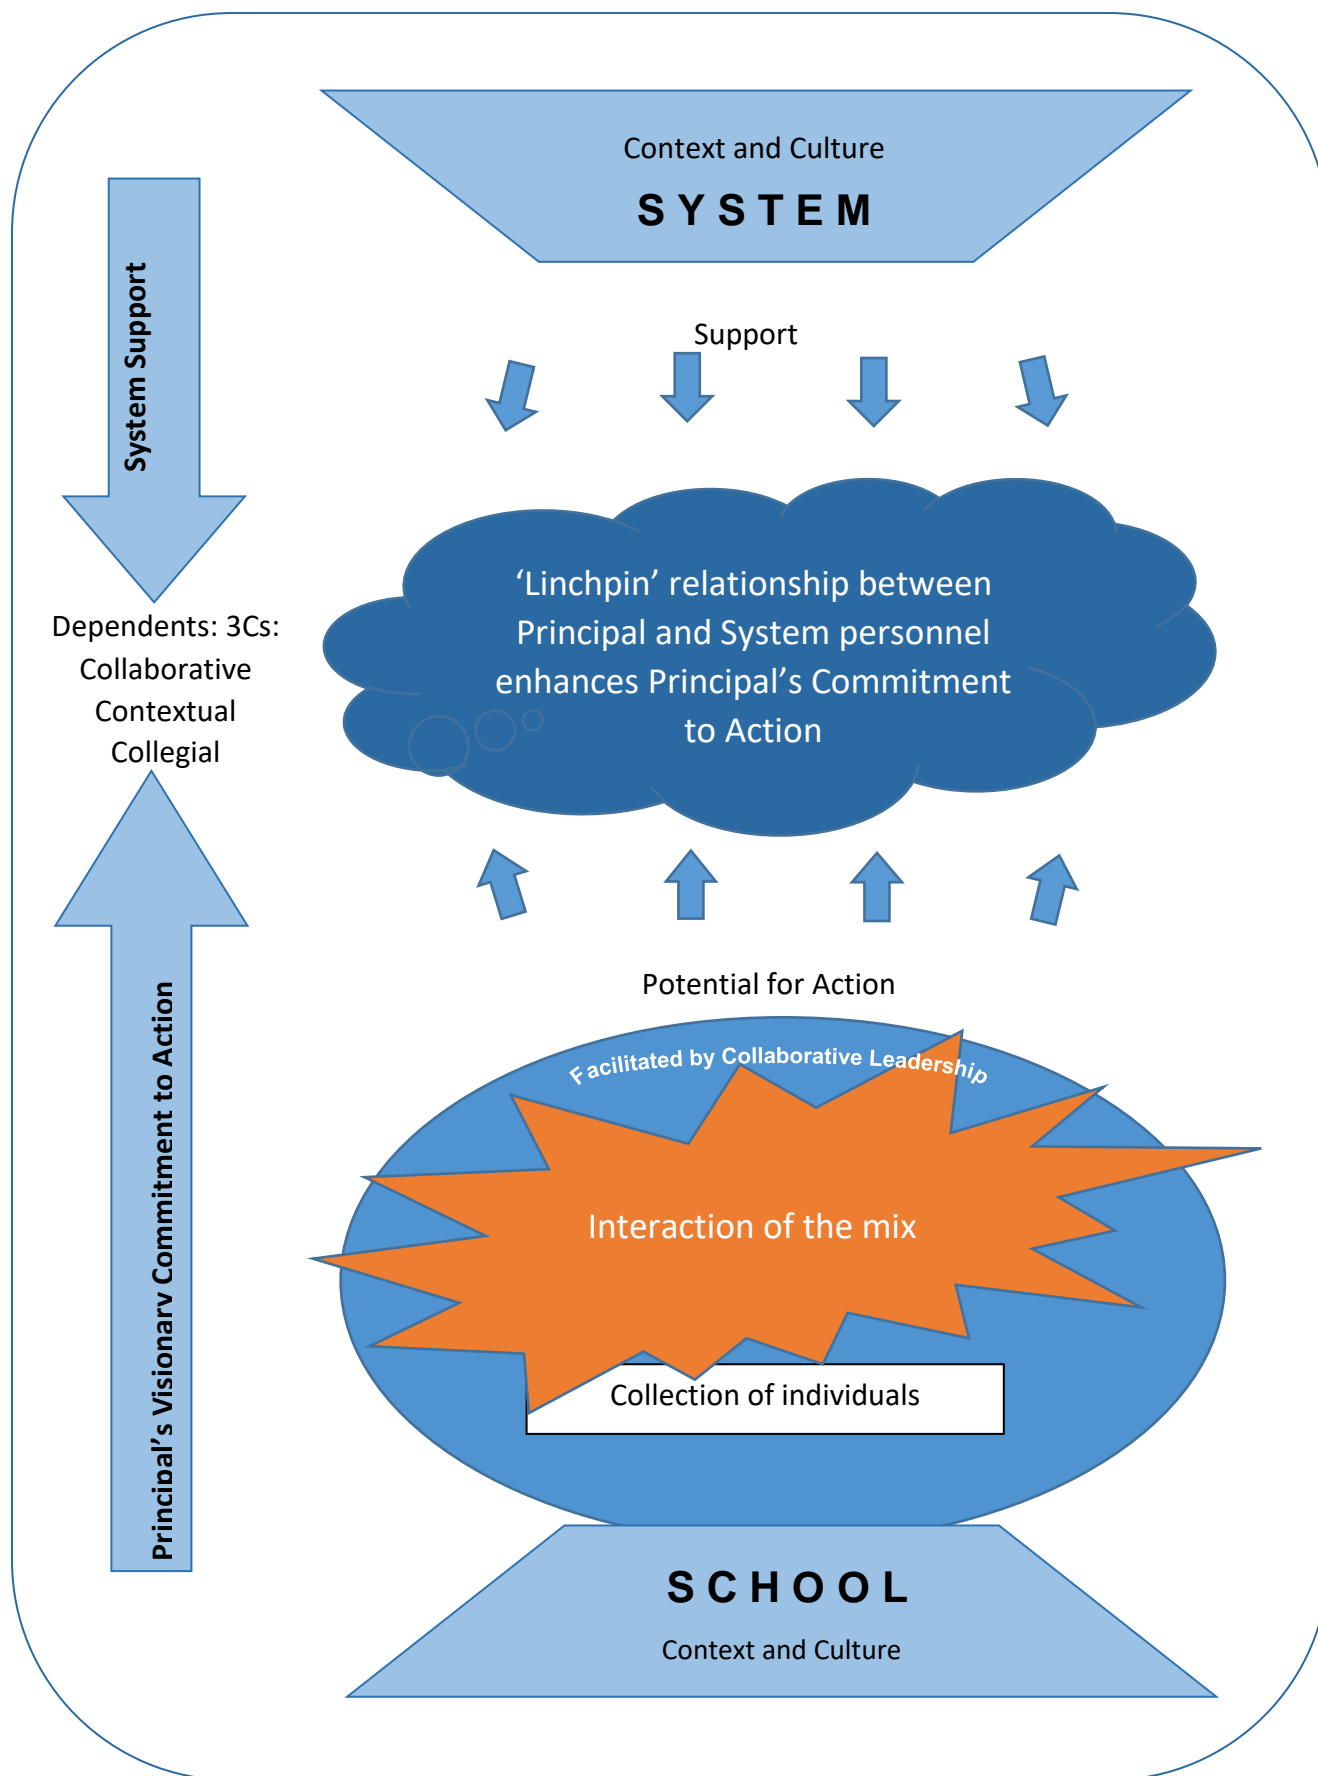 Context and Culture
S Y S T E M
System Support
Support
‘Linchpin’ relationship between
Principal and System personnel
enhances Principal’s Commitment
to Action
Dependents: 3Cs:
Collaborative
Contextual
Collegial
Principal’s Visionary Commitment to Action
Potential for Action
Facilitated by Collaborative Leadership
Interaction of the mix
Collection of individuals
S C H O O L
Context and Culture